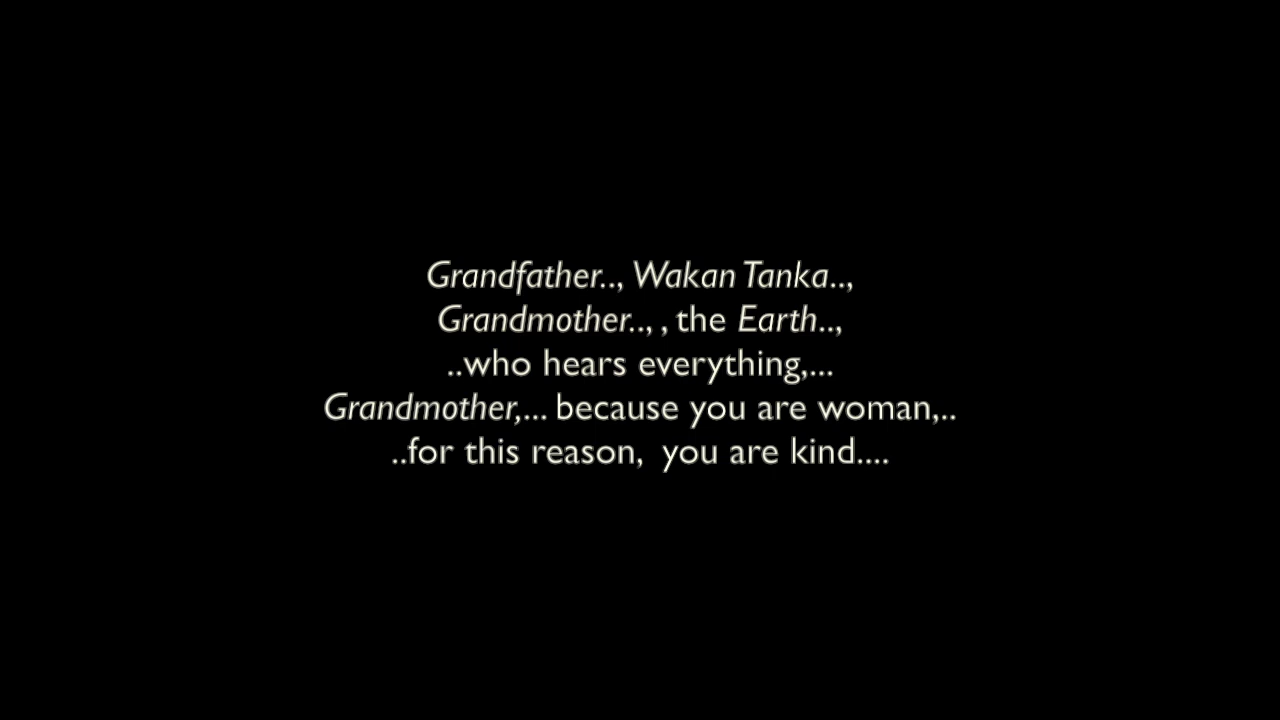 Grandfather.., Wakan Tanka..,
Grandmother.., , the Earth..,
..who hears everything,...
Grandmother,... because you are woman,..
..for this reason,  you are kind....